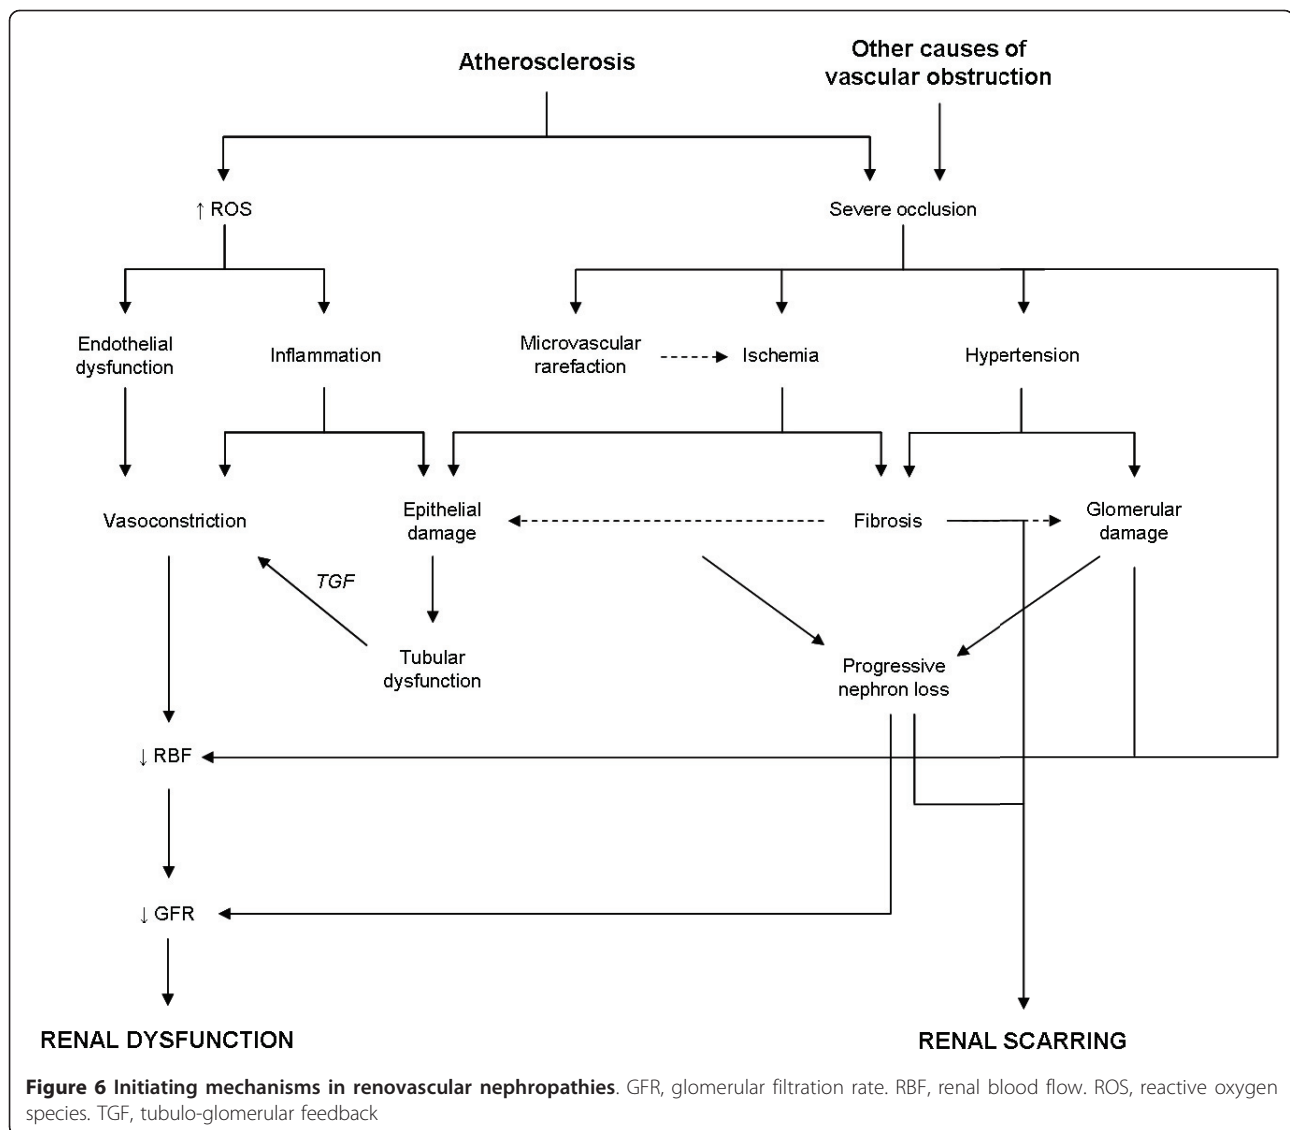 Atherosclerosis
Other causes of
vascular obstruction
↑ ROS
Severe occlusion
Endothelial
dysfunction
Inflammation
Microvascular
rarefaction
Ischemia
Hypertension
Vasoconstriction
Epithelial
damage
Fibrosis
Glomerular
damage
TGF
Tubular
dysfunction
Progressive
nephron loss
↓ RBF
↓ GFR
RENAL DYSFUNCTION
RENAL SCARRING
Figure 6 Initiating mechanisms in renovascular nephropathies. GFR, glomerular filtration rate. RBF, renal blood flow. ROS, reactive oxygen
species. TGF, tubulo-glomerular feedback